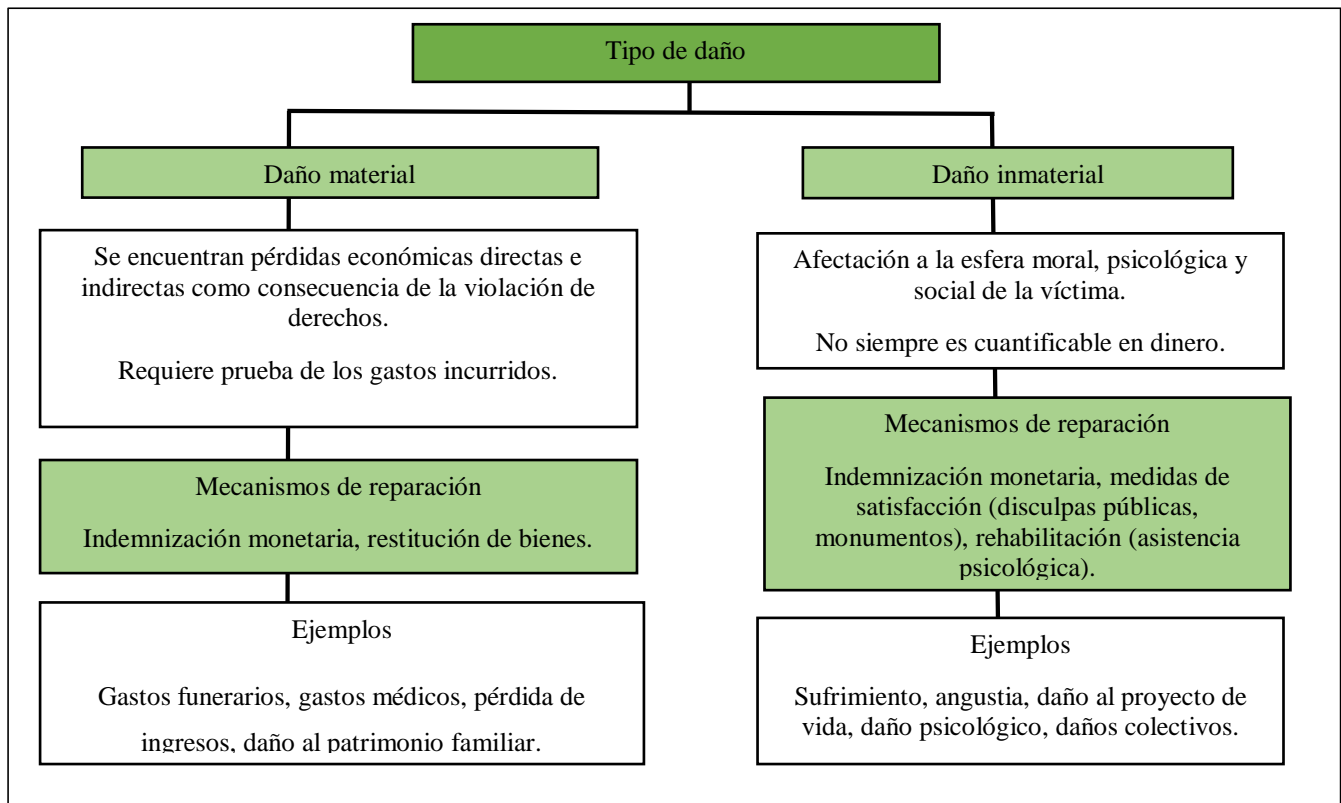 Tipo de daño
Daño material
Se encuentran pérdidas económicas directas e
indirectas como consecuencia de la violación de
derechos.
Requiere prueba de los gastos incurridos.
Mecanismos de reparación
Indemnización monetaria, restitución de bienes.
Ejemplos
Gastos funerarios, gastos médicos, pérdida de
ingresos, daño al patrimonio familiar.
Daño inmaterial
Afectación a la esfera moral, psicológica y
social de la víctima.
No siempre es cuantificable en dinero.
Mecanismos de reparación
Indemnización monetaria, medidas de
satisfacción (disculpas públicas,
monumentos), rehabilitación (asistencia
psicológica).
Ejemplos
Sufrimiento, angustia, daño al proyecto de
vida, daño psicológico, daños colectivos.